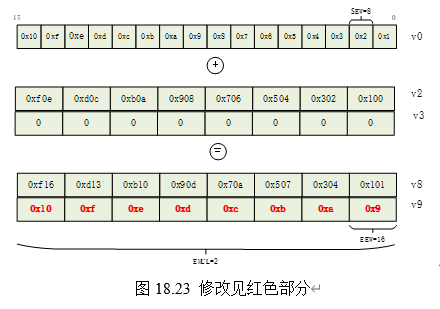 15 0
SEW=8
0x10 0xf 0xe 0xd 0xc 0xb 0xa 0x9 0x8 0x7 0x6 0x5 0x4 0x3 0x2 0x1 v0
+
0xf0e 0xd0c 0xb0a 0x908 0x706 0x504 0x302 0x100 v2
0 0 0 0 0 0 0 0 v3
=
0xf16 0xd13 0xb10 0x90d 0x70a 0x507 0x304 0x101 v8
0x10 0xf 0xe 0xd 0xc 0xb 0xa 0x9 v9
EEW=16
EMUL=2
图 18.23 修改见红色部分↵